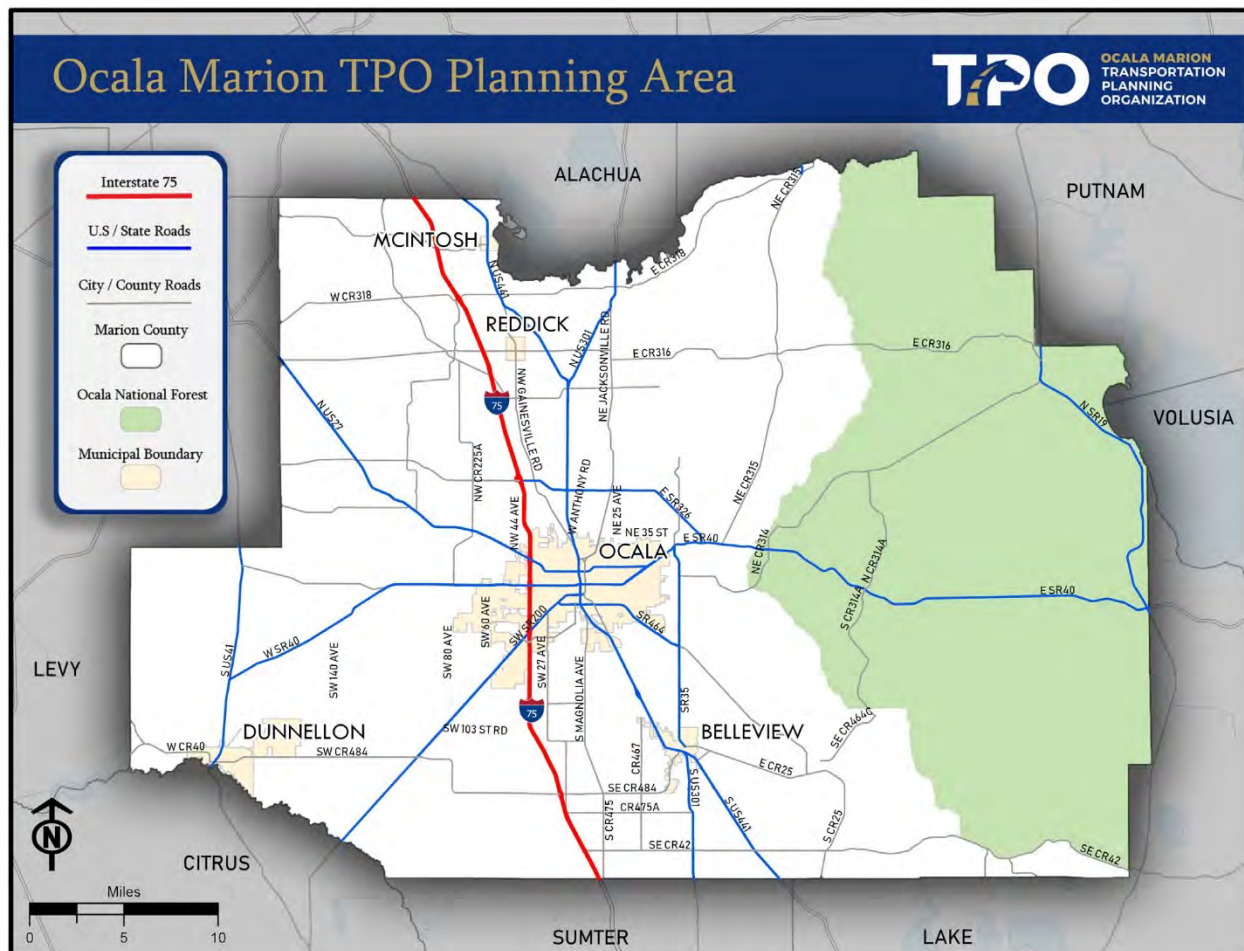 Ocala Marion TPO Planning Area
TPO
OCALA MARION
TRANSPORTATION
PLANNING
ORGANIZATION
Interstate 75
U.S / State Roads
City / County Roads
Marion County
Ocala National Forest
Municipal Boundary
ALACHUA
PUTNAM
VOLUSIA
LEVY
CITRUS
SUMTER
LAKE
MCINTOSH
REDDICK
OCALA
DUNNELLON
BELLEVIEW
NE CR315
E CR318
N US441
W CR318
N US301
NE JACKSONVILLE RD
E CR316
E CR316
75
NW GAINESVILLE RD
N US27
N SR19
NW CR225A
W ANTHONY RD
NE 25 AVE
E SR326
NE CR315
NW 44 AVE
NE 35 ST
E SR40
NE CR314
N CR314A
S CR314A
E SR40
SW 60 AVE
SW SR200
SR464
SW 80 AVE
SW 27 AVE
W SR40
S US41
SW 140 AVE
S MAGNOLIA AVE
SR35
75
SE CR464C
SW 103 ST RD
W CR40
SW CR484
CR467
E CR25
SE CR484
S US301
CR475A
S CR475
S US441
S CR25
SE CR42
SE CR42
N
Miles
0 5 10